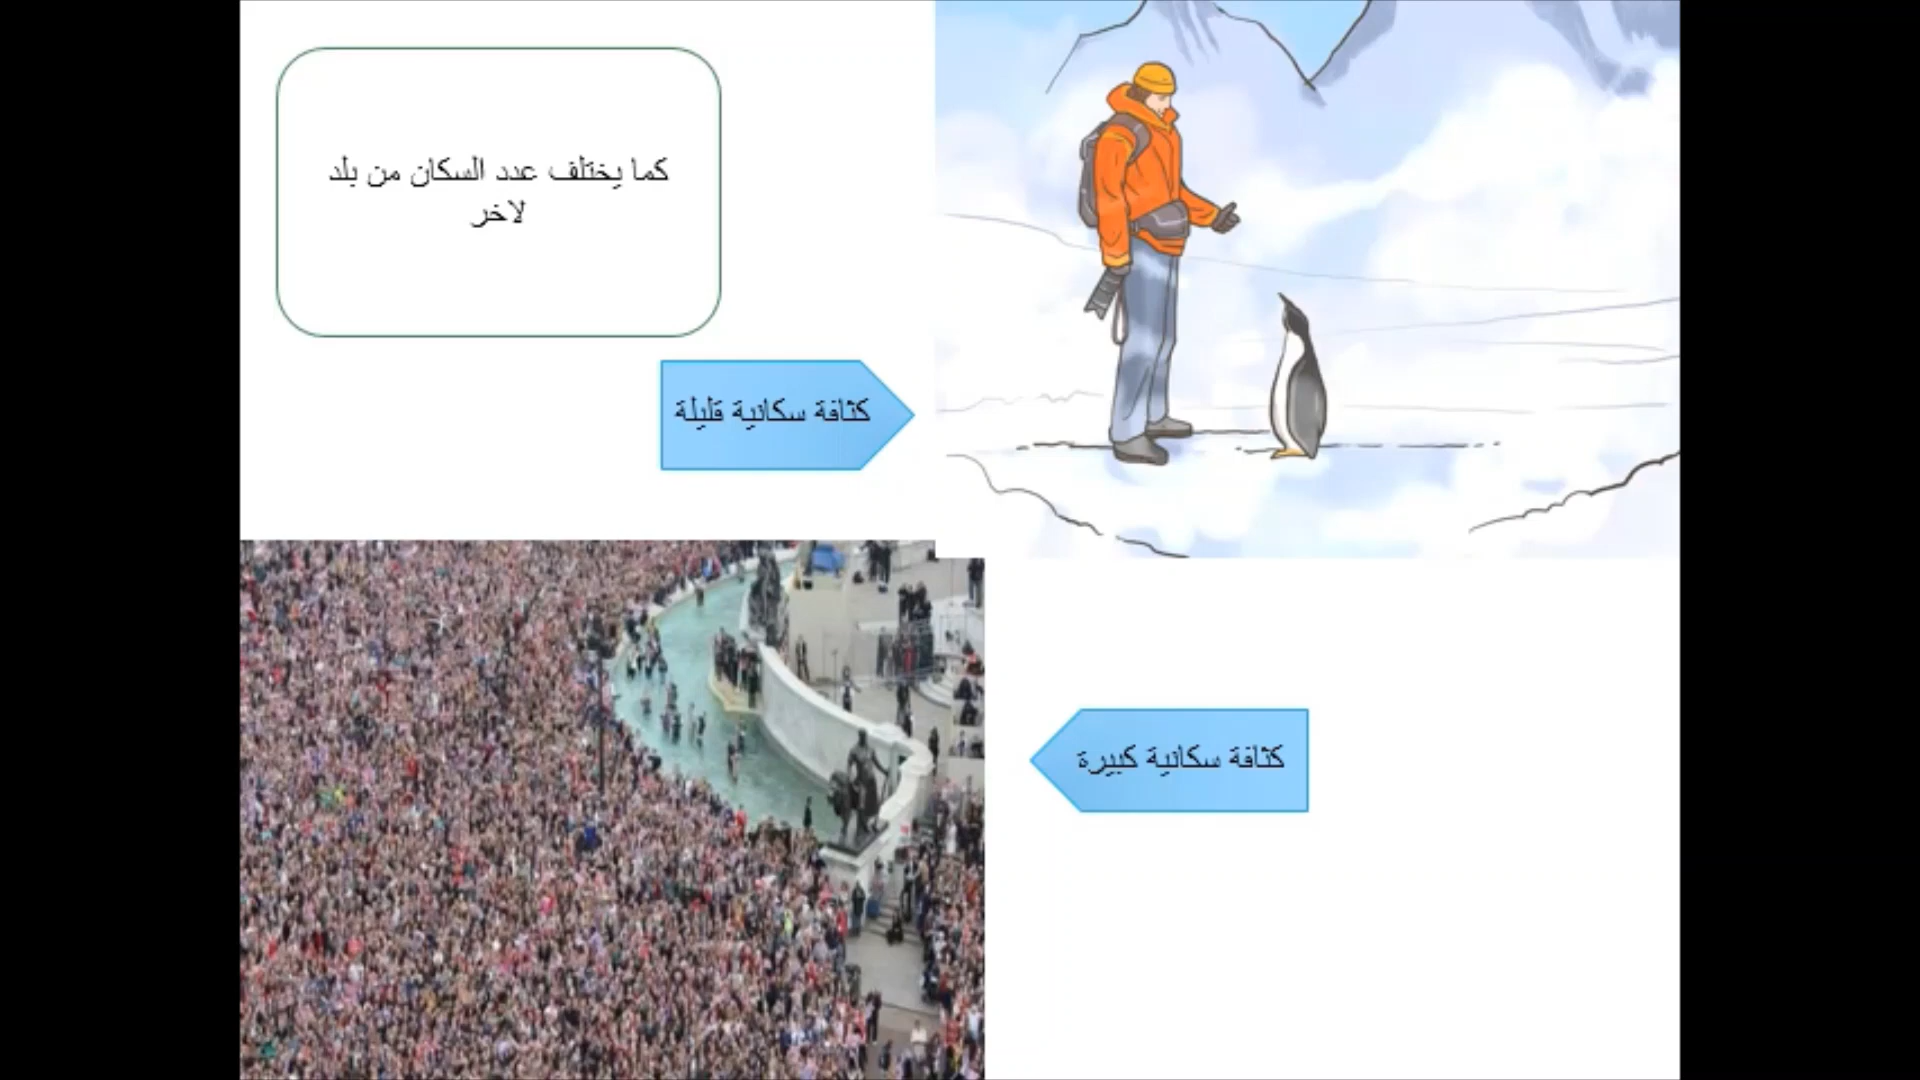 كما يختلف عدد السكان من بلد
لاخر
كثافة سكانية قليلة
كثافة سكانية كبيرة